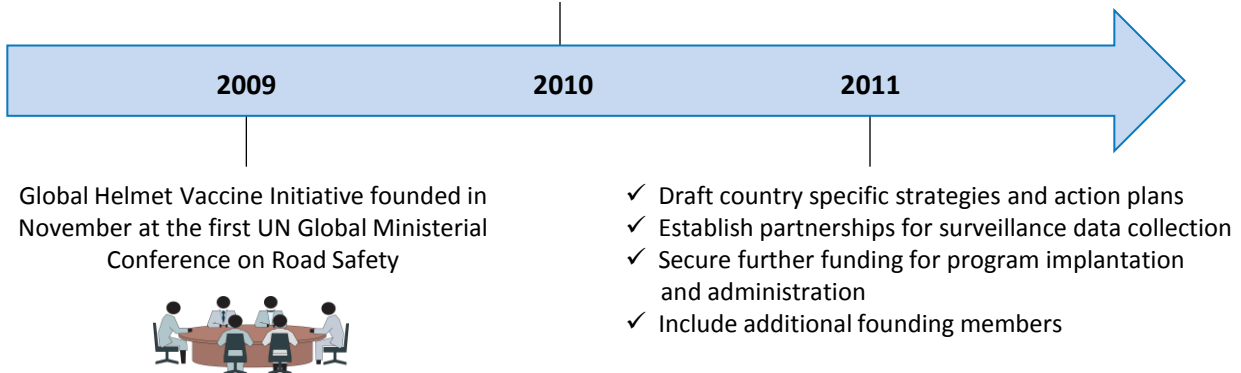 2009
2010
2011
Global Helmet Vaccine Initiative founded in
November at the first UN Global Ministerial
Conference on Road Safety
✓ Draft country specific strategies and action plans
✓ Establish partnerships for surveillance data collection
✓ Secure further funding for program implantation
and administration
✓ Include additional founding members